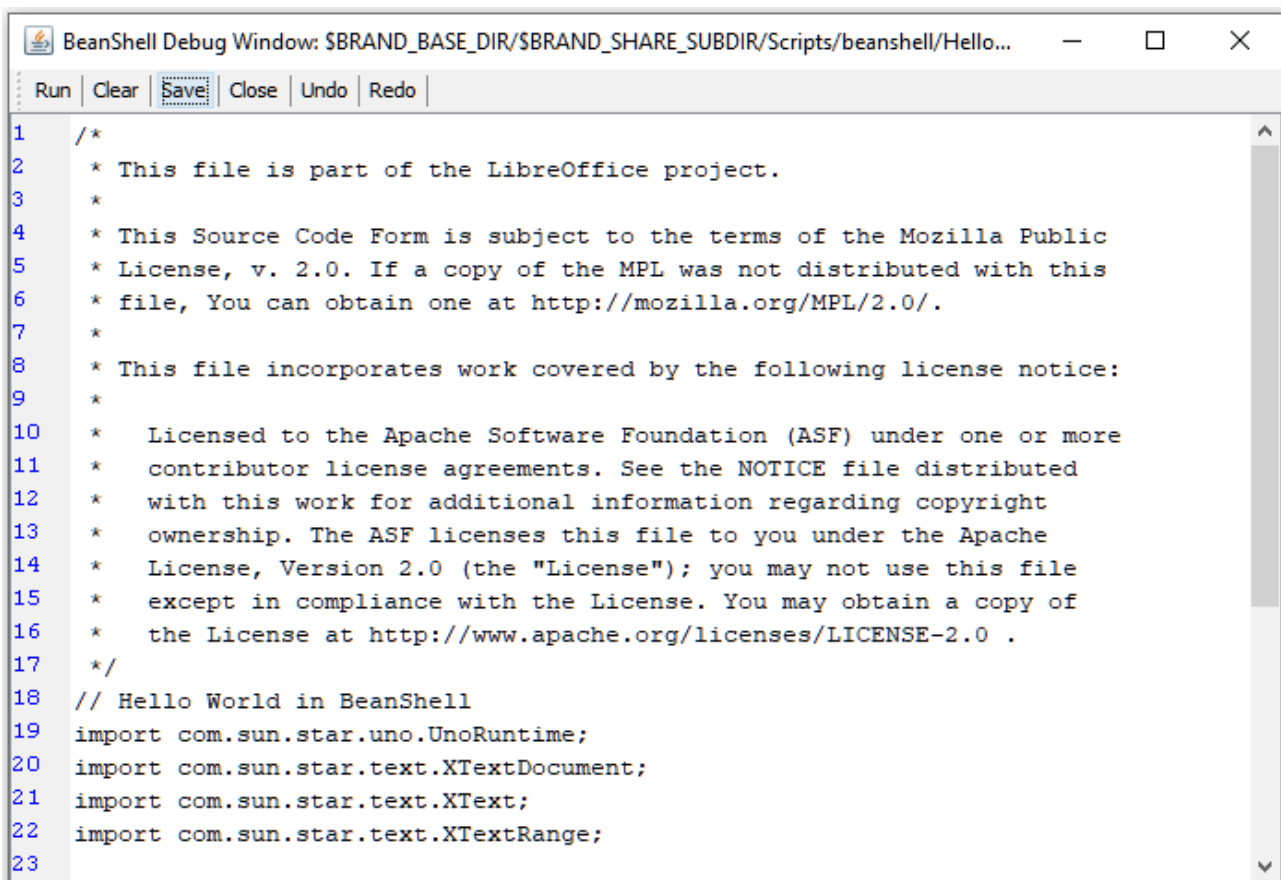 BeanShell Debug Window: $BRAND_BASE_DIR/$BRAND_SHARE_SUBDIR/Scripts/beanshell/Hello...
Run Clear Save Close Undo Redo
1 /*
2  * This file is part of the LibreOffice project.
3  *
4  * This Source Code Form is subject to the terms of the Mozilla Public
5  * License, v. 2.0. If a copy of the MPL was not distributed with this
6  * file, You can obtain one at http://mozilla.org/MPL/2.0/.
7  *
8  * This file incorporates work covered by the following license notice:
9  *
10  *   Licensed to the Apache Software Foundation (ASF) under one or more
11  *   contributor license agreements. See the NOTICE file distributed
12  *   with this work for additional information regarding copyright
13  *   ownership. The ASF licenses this file to you under the Apache
14  *   License, Version 2.0 (the "License"); you may not use this file
15  *   except in compliance with the License. You may obtain a copy of
16  *   the License at http://www.apache.org/licenses/LICENSE-2.0 .
17  */
18 // Hello World in BeanShell
19 import com.sun.star.uno.UnoRuntime;
20 import com.sun.star.text.XTextDocument;
21 import com.sun.star.text.XText;
22 import com.sun.star.text.XTextRange;
23